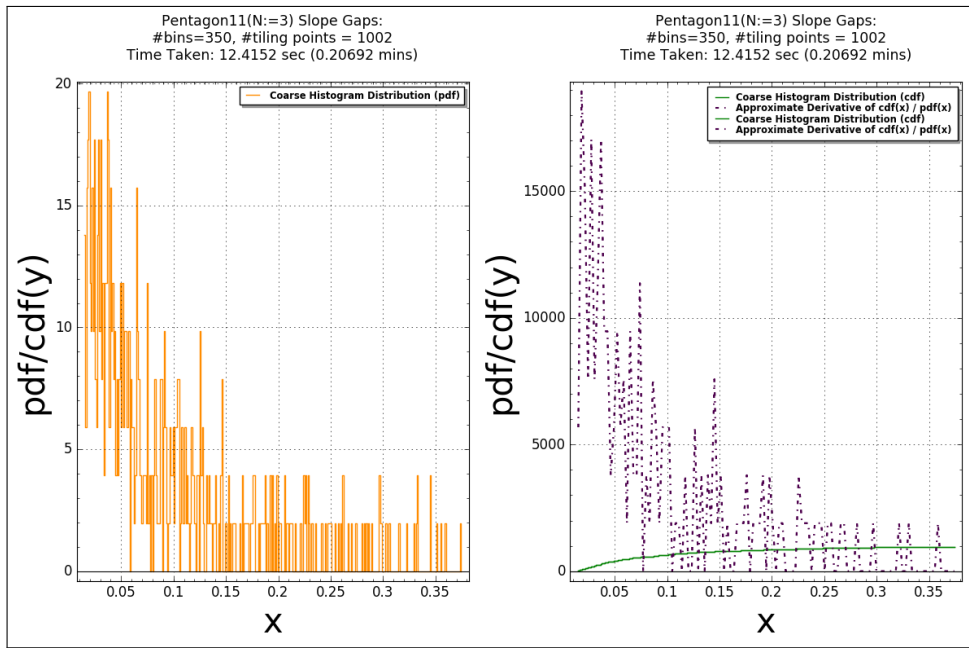 Pentagon11(N:=3) Slope Gaps:
#bins=350, #tiling points = 1002
Time Taken: 12.4152 sec (0.20692 mins)
Coarse Histogram Distribution (pdf)
20
15
10
5
0
0.05 0.1 0.15 0.2 0.25 0.3 0.35
pdf/cdf(y)
x
Pentagon11(N:=3) Slope Gaps:
#bins=350, #tiling points = 1002
Time Taken: 12.4152 sec (0.20692 mins)
Coarse Histogram Distribution (cdf)
Approximate Derivative of cdf(x) / pdf(x)
Coarse Histogram Distribution (cdf)
Approximate Derivative of cdf(x) / pdf(x)
15000
10000
5000
0
0.05 0.1 0.15 0.2 0.25 0.3 0.35
pdf/cdf(y)
x